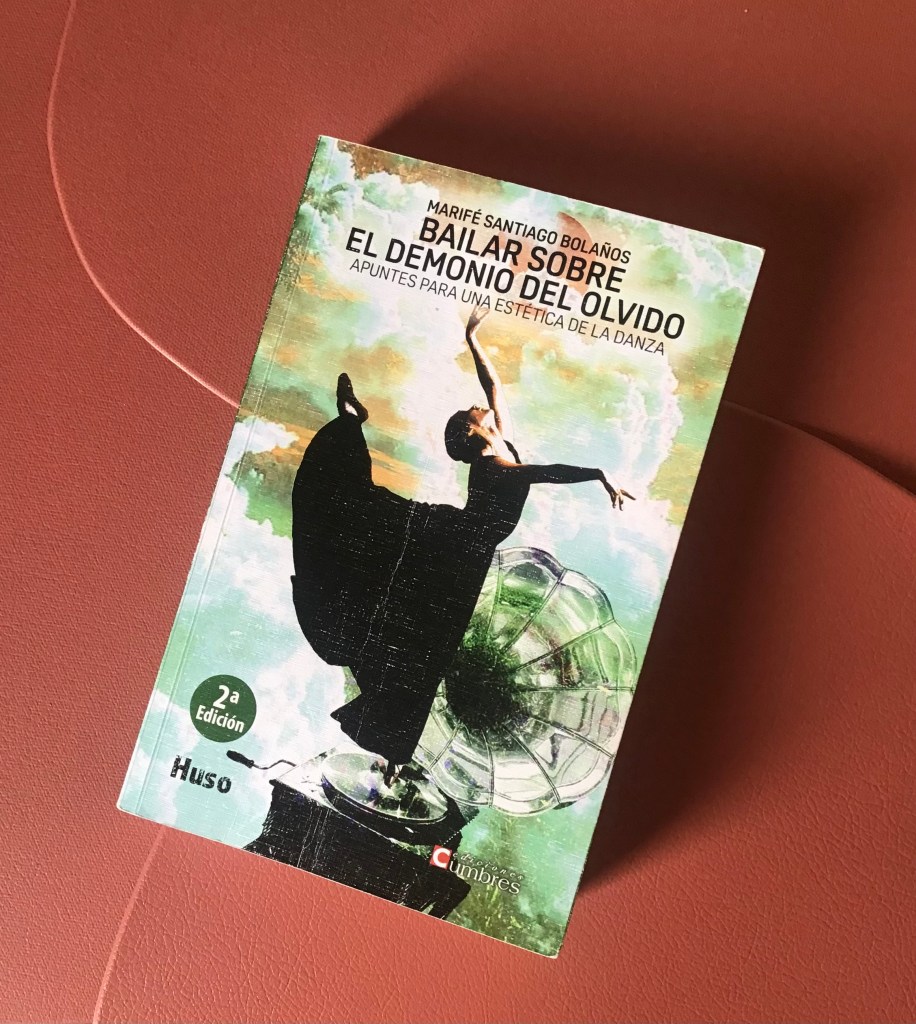 MARIFÉ SANTIAGO BOLAÑOS
BAILAR SOBRE
EL DEMONIO DEL OLVIDO
APUNTES PARA UNA ESTÉTICA DE LA DANZA
2ª
Edición
Huso
ediciones
Cumbres